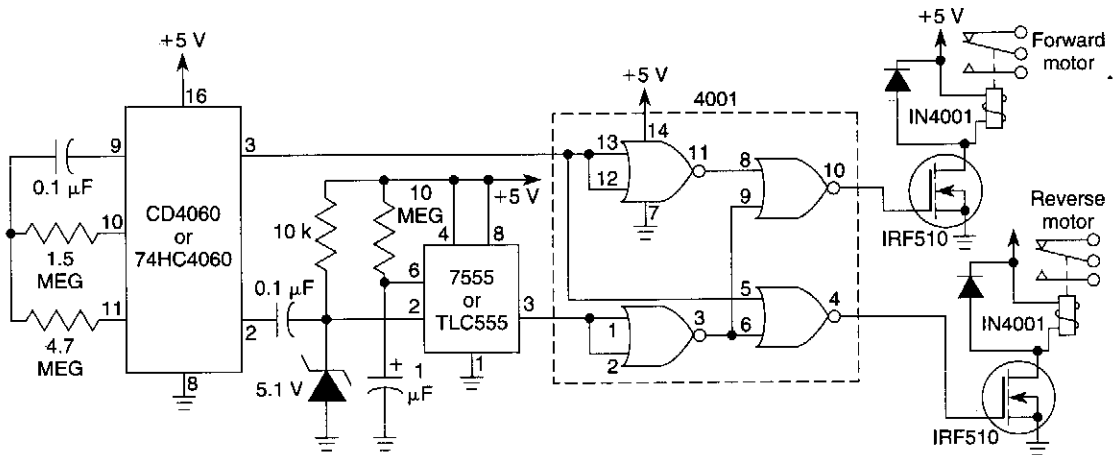 +5 V
16
9
0.1 μF
3
10
1.5
MEG
CD4060
or
74HC4060
11
4.7
MEG
2
8
0.1 μF
10 k
5.1 V
10
MEG
+5 V
4
8
6
2
7555
or
TLC555
3
1
+
1
μF
+5 V
4001
14
13
12
11
7
8
9
10
1
2
3
5
6
4
+5 V
Forward
motor
IN4001
IRF510
Reverse
motor
IN4001
IRF510